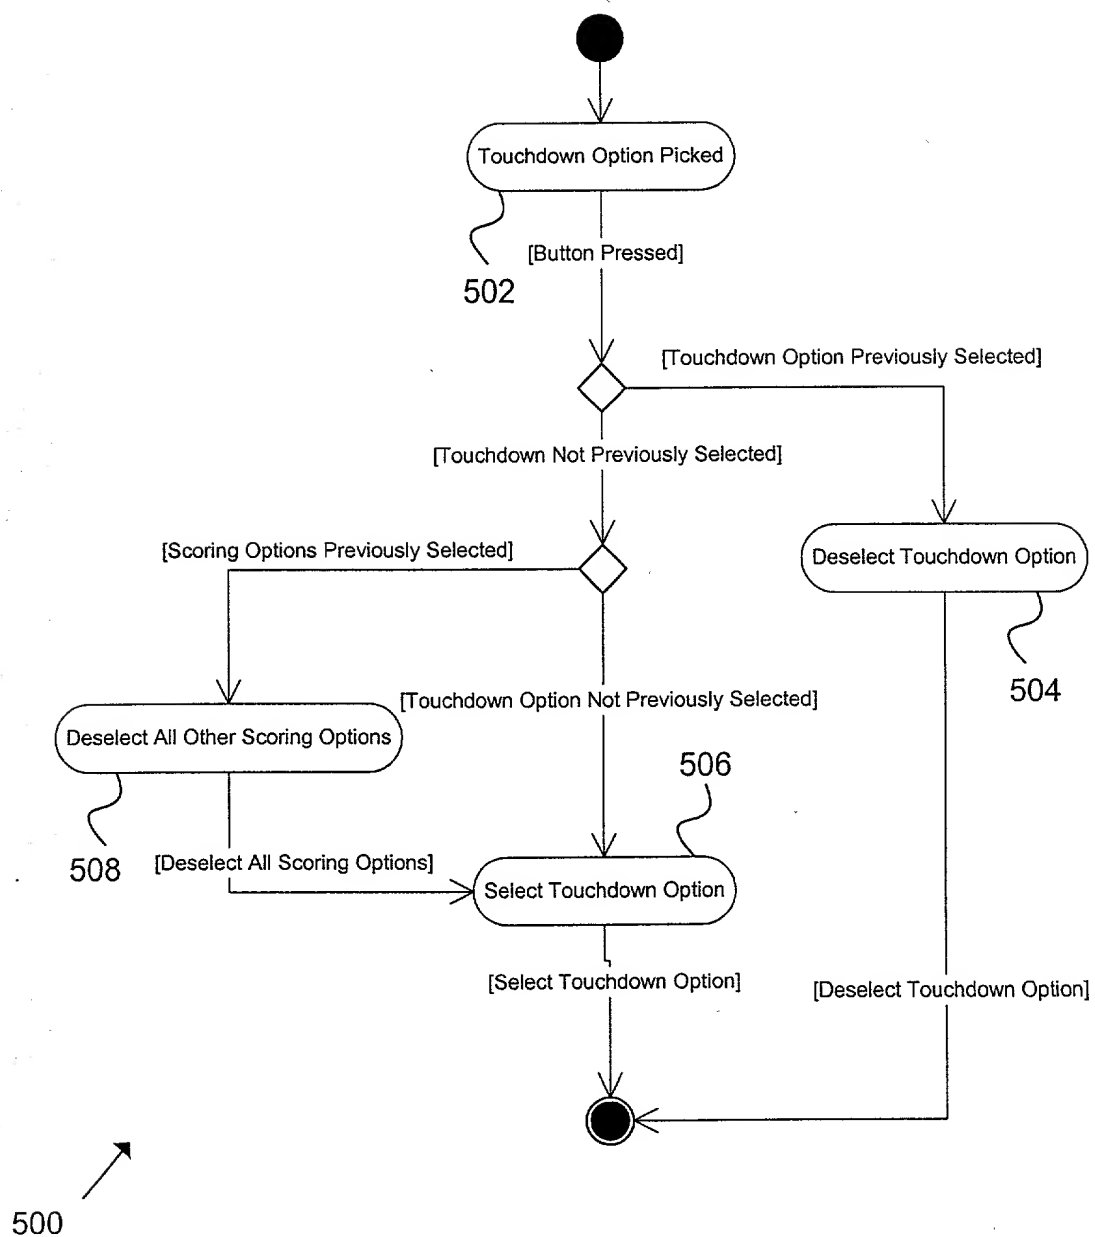 Touchdown Option Picked
[Button Pressed]
502
[Touchdown Option Previously Selected]
[Touchdown Not Previously Selected]
[Scoring Options Previously Selected]
Deselect Touchdown Option
504
[Touchdown Option Not Previously Selected]
Deselect All Other Scoring Options
506
508
[Deselect All Scoring Options]
Select Touchdown Option
[Select Touchdown Option]
[Deselect Touchdown Option]
500